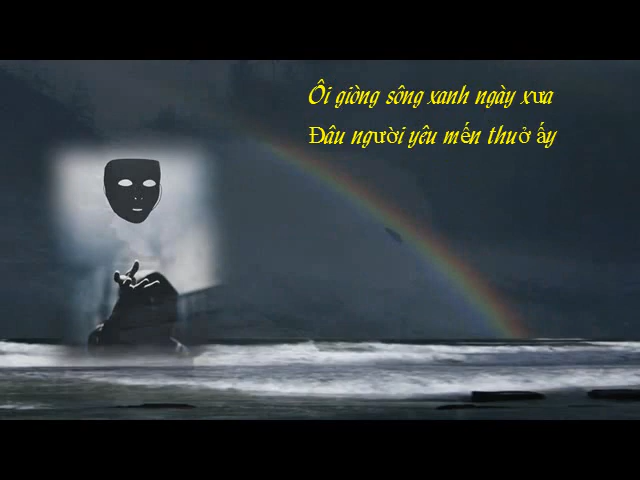 Ôi giòng sông xanh ngày xưa
Đâu người yêu mến thuở ấy